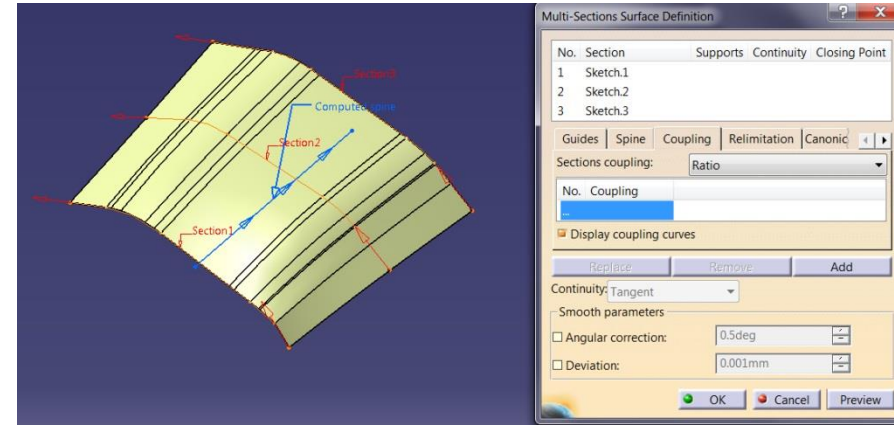 Section3
Computed spine
Section2
Section1
Multi-Sections Surface Definition
? X
No. Section Supports Continuity Closing Point
1 Sketch.1
2 Sketch.2
3 Sketch.3
Guides Spine Coupling Relimitation Canonic
Sections coupling: Ratio
No. Coupling
...
Display coupling curves
Replace Remove Add
Continuity: Tangent
Smooth parameters
Angular correction: 0.5deg
Deviation: 0.001mm
OK Cancel Preview